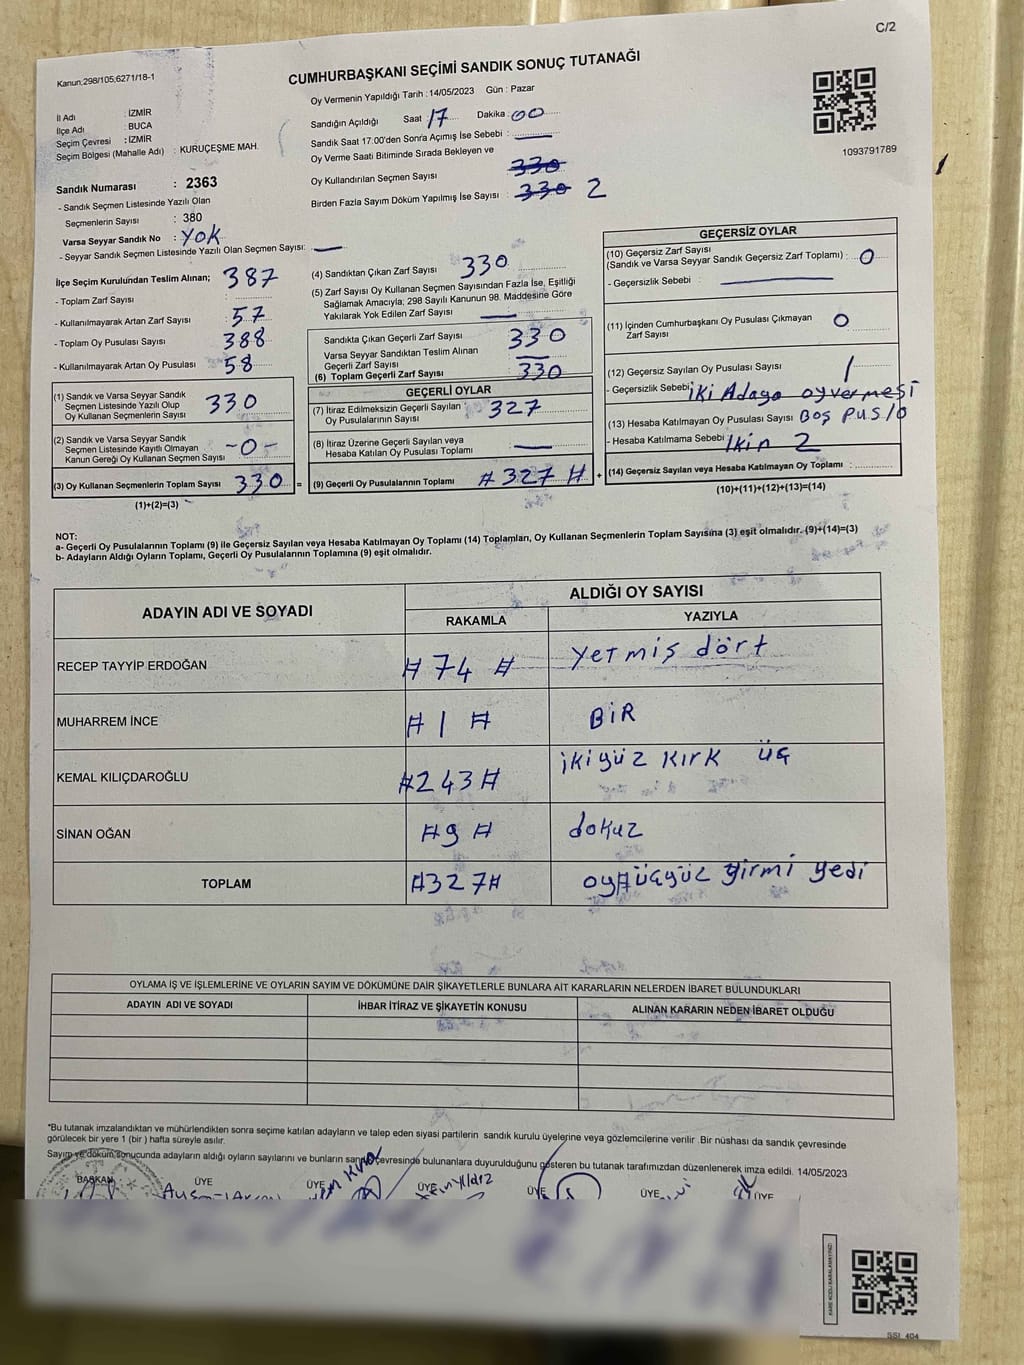 C/2
Kanun:298/105;6271/18-1
CUMHURBAŞKANI SEÇİMİ SANDIK SONUÇ TUTANAĞI
Oy Vermenin Yapıldığı Tarih : 14/05/2023 Gün : Pazar
İl Adı : İZMİR
İlçe Adı : BUCA
Seçim Çevresi : İZMİR
Seçim Bölgesi (Mahalle Adı) : KURUÇEŞME MAH.
Sandığın Açıldığı Saat 17 Dakika 00
Sandık Saat 17.00'den Sonra Açımış İse Sebebi :
Oy Verme Saati Bitiminde Sırada Bekleyen ve
Oy Kullandırılan Seçmen Sayısı 330
Birden Fazla Sayım Döküm Yapılmış İse Sayısı 330 2
1093791789
Sandık Numarası : 2363
- Sandık Seçmen Listesinde Yazılı Olan
Seçmenlerin Sayısı : 380
Varsa Seyyar Sandık No : YOK
- Seyyar Sandık Seçmen Listesinde Yazılı Olan Seçmen Sayısı:
İlçe Seçim Kurulundan Teslim Alınan; 387
- Toplam Zarf Sayısı
- Kullanılmayarak Artan Zarf Sayısı : 57
- Toplam Oy Pusulası Sayısı : 388
- Kullanılmayarak Artan Oy Pusulası : 58
(1) Sandık ve Varsa Seyyar Sandık
Seçmen Listesinde Yazılı Olup
Oy Kullanan Seçmenlerin Sayısı 330
(2) Sandık ve Varsa Seyyar Sandık
Seçmen Listesinde Kayıtlı Olmayan
Kanun Gereği Oy Kullanan Seçmen Sayısı -0-
(3) Oy Kullanan Seçmenlerin Toplam Sayısı 330 =
(1)+(2)=(3)
(4) Sandıktan Çıkan Zarf Sayısı 330
(5) Zarf Sayısı Oy Kullanan Seçmen Sayısından Fazla İse, Eşitliği
Sağlamak Amacıyla; 298 Sayılı Kanunun 98. Maddesine Göre
Yakılarak Yok Edilen Zarf Sayısı :
Sandıkta Çıkan Geçerli Zarf Sayısı 330
Varsa Seyyar Sandıktan Teslim Alınan
Geçerli Zarf Sayısı
(6) Toplam Geçerli Zarf Sayısı 330
GEÇERLİ OYLAR
(7) İtiraz Edilmeksizin Geçerli Sayılan
Oy Pusulalarının Sayısı : 327
(8) İtiraz Üzerine Geçerli Sayılan veya
Hesaba Katılan Oy Pusulası Toplamı
(9) Geçerli Oy Pusulalarının Toplamı # 327 # +
GEÇERSİZ OYLAR
(10) Geçersiz Zarf Sayısı
(Sandık ve Varsa Seyyar Sandık Geçersiz Zarf Toplamı) : 0
- Geçersizlik Sebebi :
(11) İçinden Cumhurbaşkanı Oy Pusulası Çıkmayan
Zarf Sayısı 0
(12) Geçersiz Sayılan Oy Pusulası Sayısı 1
- Geçersizlik Sebebi İki Adaya oyvermesi
(13) Hesaba Katılmayan Oy Pusulası Sayısı Boş Pus/o
- Hesaba Katılmama Sebebi 2
(14) Geçersiz Sayılan veya Hesaba Katılmayan Oy Toplamı :
(10)+(11)+(12)+(13)=(14)
NOT:
a- Geçerli Oy Pusulalarının Toplamı (9) ile Geçersiz Sayılan veya Hesaba Katılmayan Oy Toplamı (14) Toplamları, Oy Kullanan Seçmenlerin Toplam Sayısına (3) eşit olmalıdır. (9)+(14)=(3)
b- Adayların Aldığı Oyların Toplamı, Geçerli Oy Pusulalarının Toplamına (9) eşit olmalıdır.
ADAYIN ADI VE SOYADI
ALDIĞI OY SAYISI
RAKAMLA YAZIYLA
RECEP TAYYİP ERDOĞAN # 74 # yetmiş dört
MUHARREM İNCE # 1 # BİR
KEMAL KILIÇDAROĞLU #243# ikiyüz kırk üç
SİNAN OĞAN #9 # dokuz
TOPLAM #327# üçyüz yirmi yedi
OYLAMA İŞ VE İŞLEMLERİNE VE OYLARIN SAYIM VE DÖKÜMÜNE DAİR ŞİKAYETLERLE BUNLARA AİT KARARLARIN NELERDEN İBARET BULUNDUKLARI
ADAYIN ADI VE SOYADI İHBAR İTİRAZ VE ŞİKAYETİN KONUSU ALINAN KARARIN NEDEN İBARET OLDUĞU
*Bu tutanak imzalandıktan ve mühürlendikten sonra seçime katılan adayların ve talep eden siyasi partilerin sandık kurulu üyelerine veya gözlemcilerine verilir .Bir nüshası da sandık çevresinde
görülecek bir yere 1 (bir ) hafta süreyle asılır.
Sayım ve döküm sonucunda adayların aldığı oyların sayılarını ve bunların sandık çevresinde bulunanlara duyurulduğunu gösteren bu tutanak tarafımızdan düzenlenerek imza edildi. 14/05/2023
BAŞKAN ÜYE ÜYE ÜYE ÜYE ÜYE ÜYE
KARE KODU KARALAMAYINIZ!
SSI_404